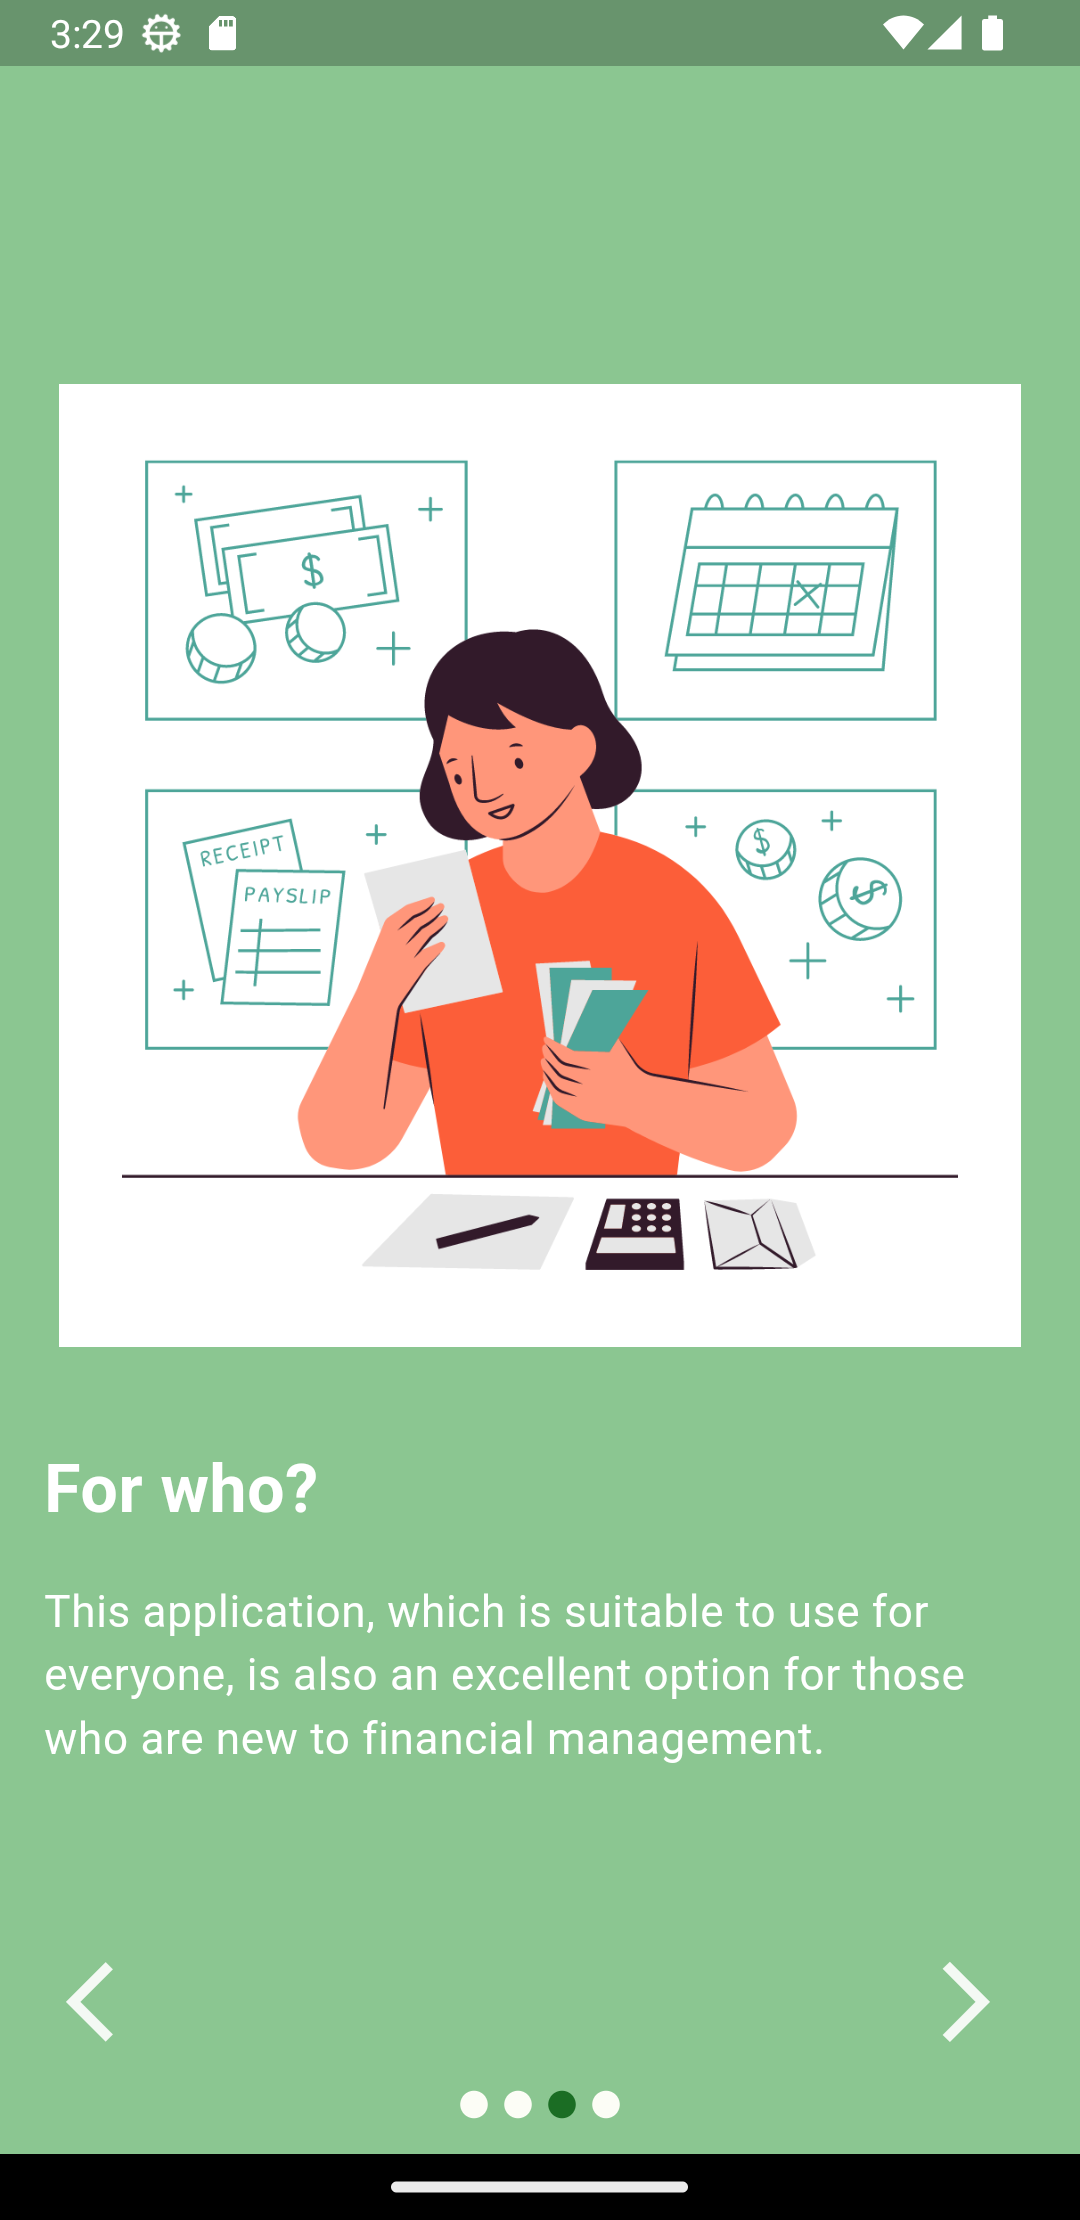 3:29
$
RECEIPT
PAYSLIP
$
$
For who?
This application, which is suitable to use for
everyone, is also an excellent option for those
who are new to financial management.